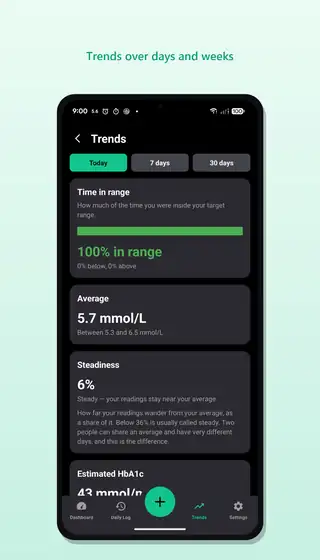 Trends over days and weeks
9:00 5.6 100
Trends
Today 7 days 30 days
Time in range
How much of the time you were inside your target
range.
100% in range
0% below, 0% above
Average
5.7 mmol/L
Between 5.3 and 6.5 mmol/L
Steadiness
6%
Steady — your readings stay near your average
How far your readings wander from your average, as
a share of it. Below 36% is usually called steady. Two
people can share an average and have very different
days, and this is the difference.
Estimated HbA1c
43 mmol/m
Dashboard Daily Log + Trends Settings